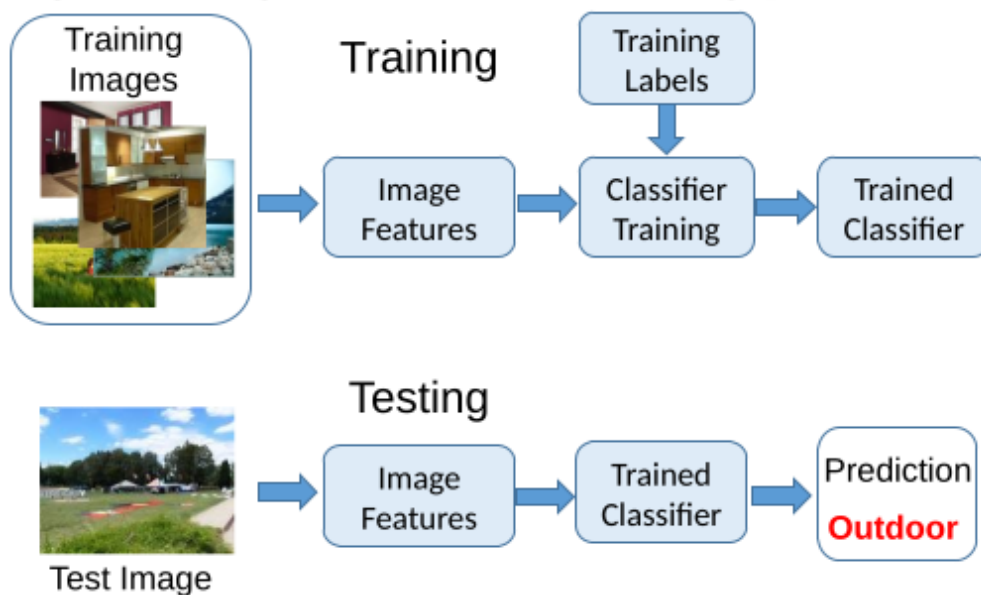 Training
Images
Training
Training
Labels
Image
Features
Classifier
Training
Trained
Classifier
Testing
Image
Features
Trained
Classifier
Prediction
Outdoor
Test Image